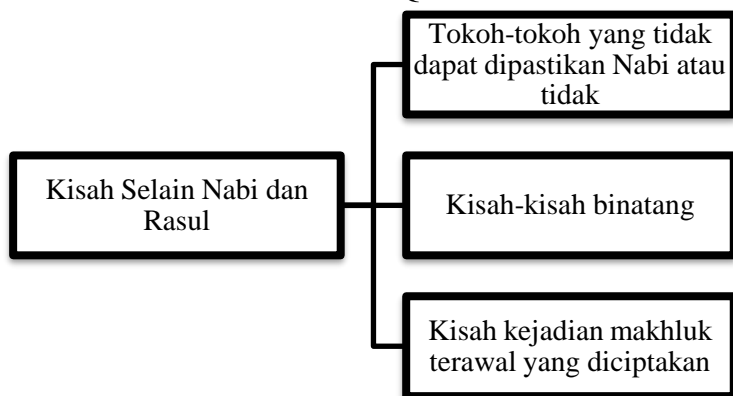 Tokoh-tokoh yang tidak
dapat dipastikan Nabi atau
tidak
Kisah Selain Nabi dan
Rasul
Kisah-kisah binatang
Kisah kejadian makhluk
terawal yang diciptakan